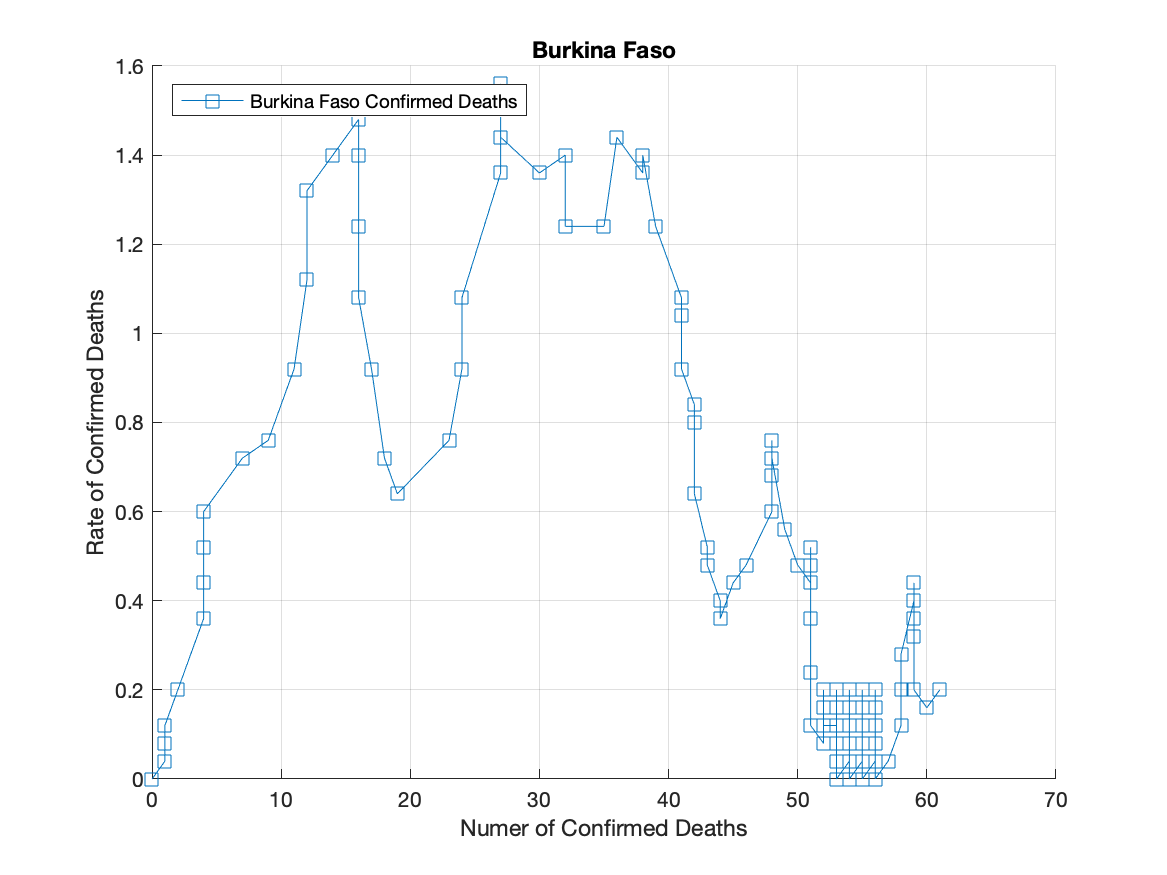 Burkina Faso
Burkina Faso Confirmed Deaths
Rate of Confirmed Deaths
1.6
1.4
1.2
1
0.8
0.6
0.4
0.2
0
0 10 20 30 40 50 60 70
Numer of Confirmed Deaths